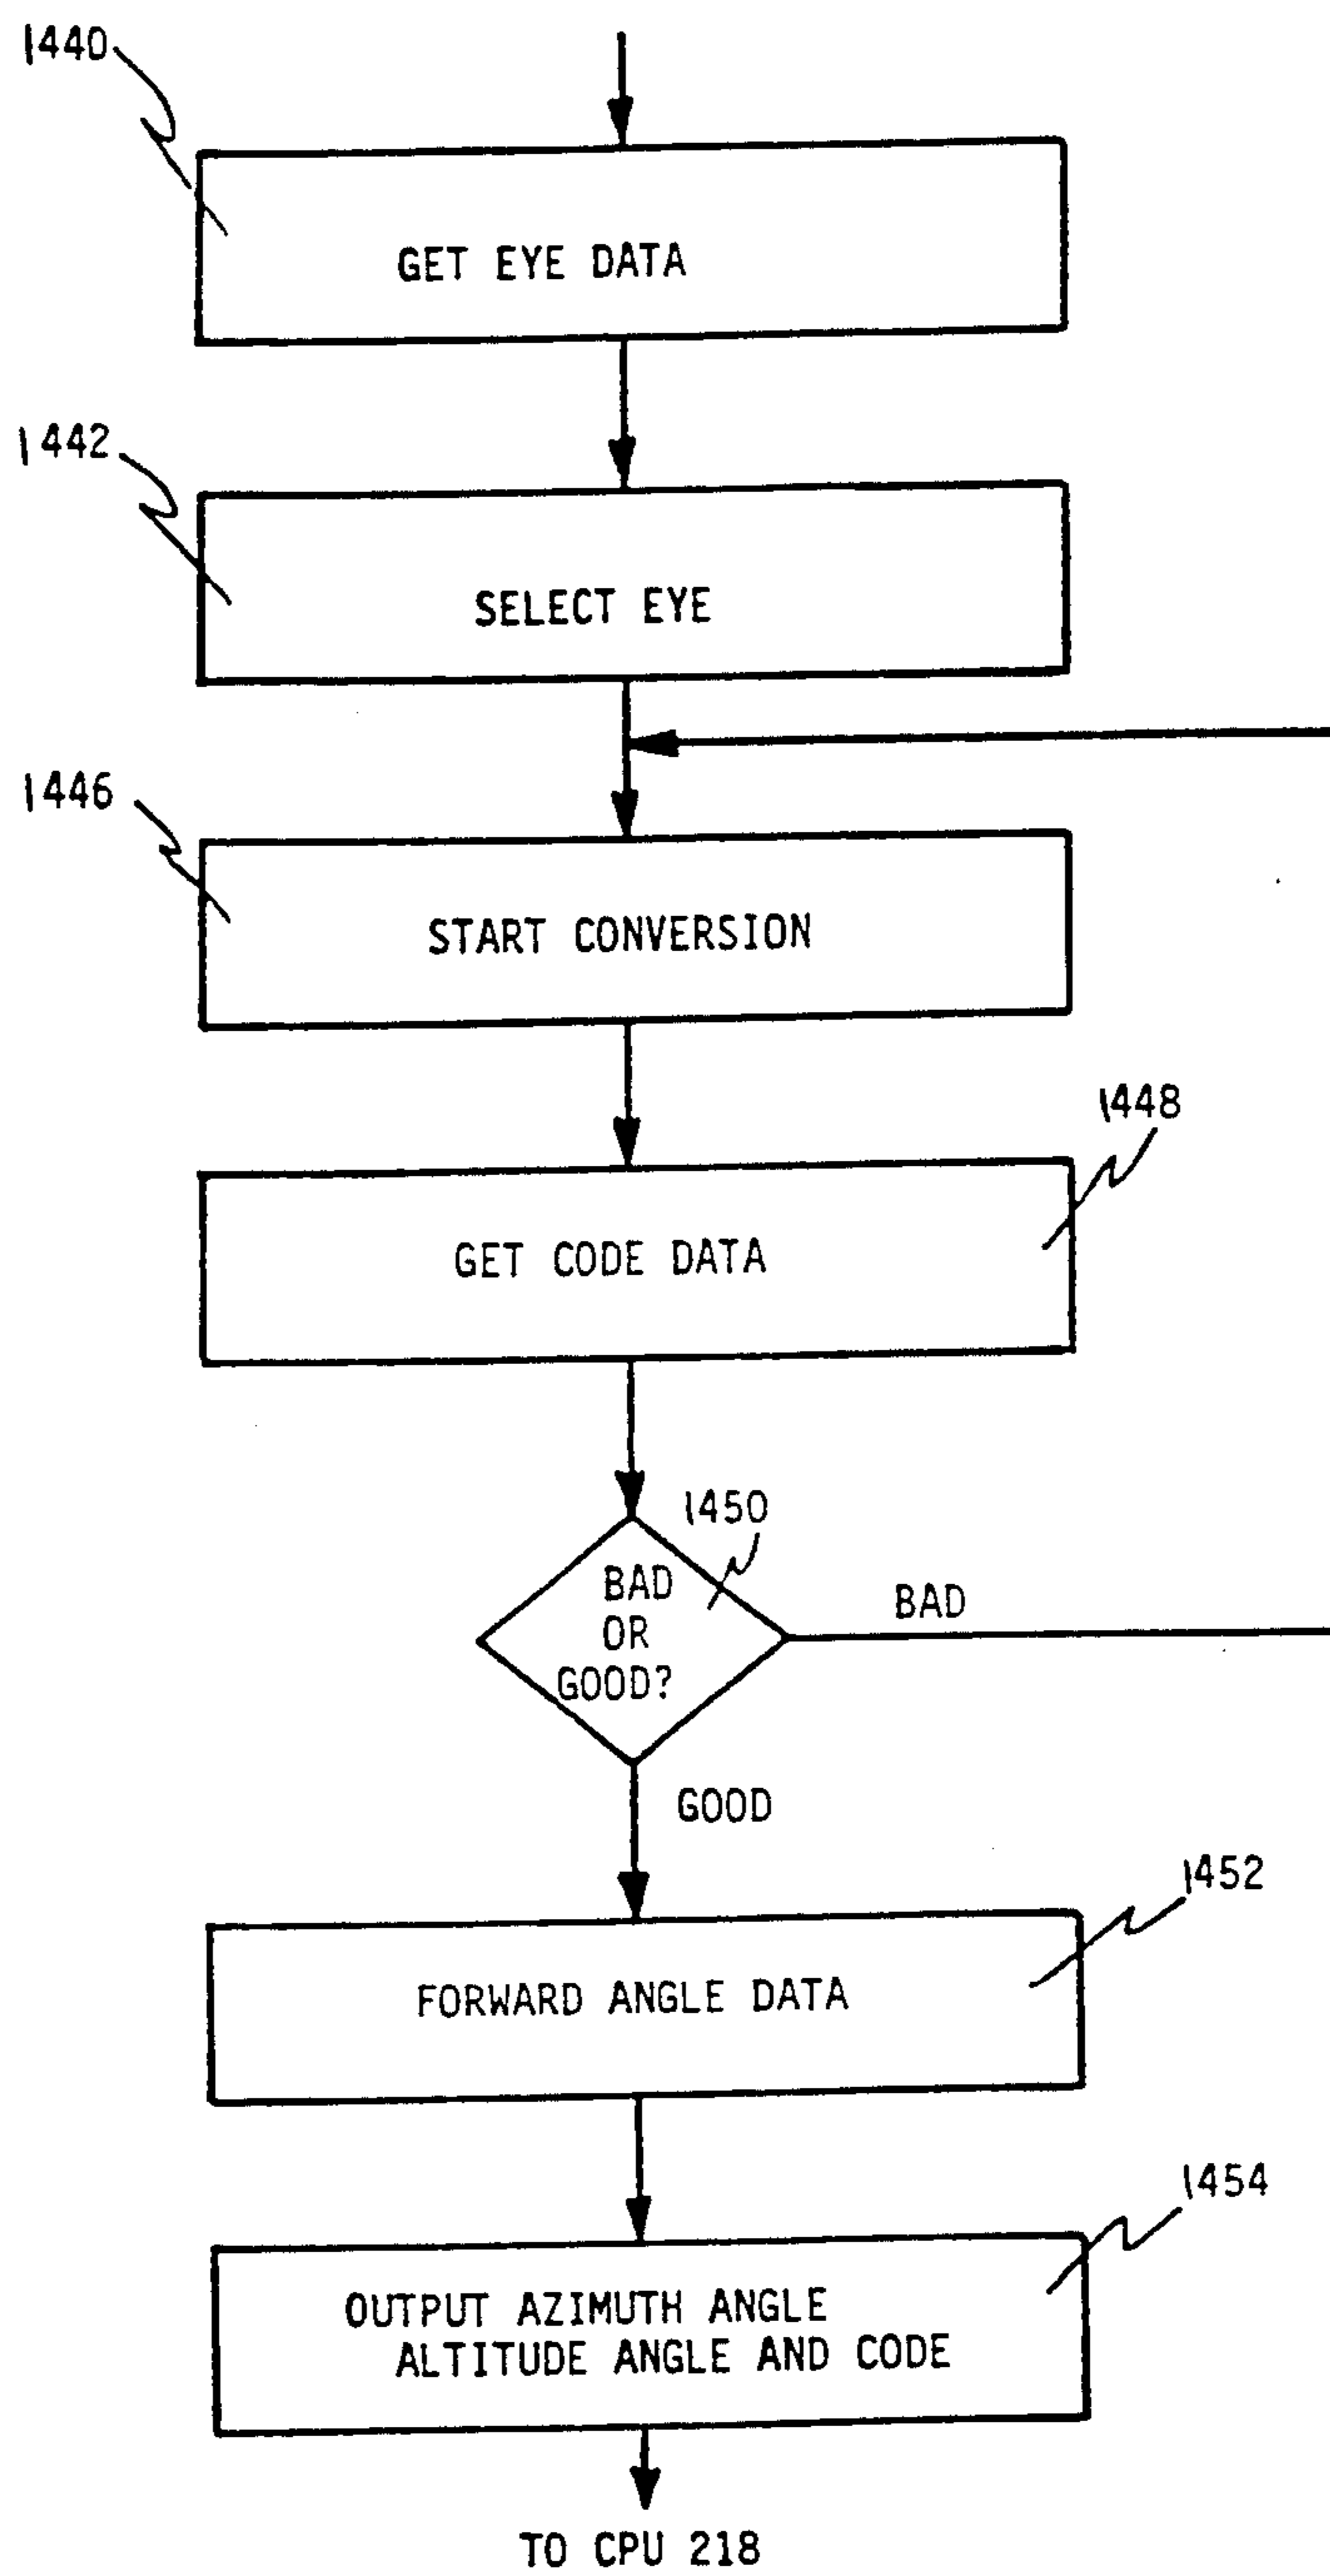 1440
GET EYE DATA
1442
SELECT EYE
1446
START CONVERSION
1448
GET CODE DATA
1450
BAD
OR
GOOD?
BAD
GOOD
1452
FORWARD ANGLE DATA
1454
OUTPUT AZIMUTH ANGLE
ALTITUDE ANGLE AND CODE
TO CPU 218